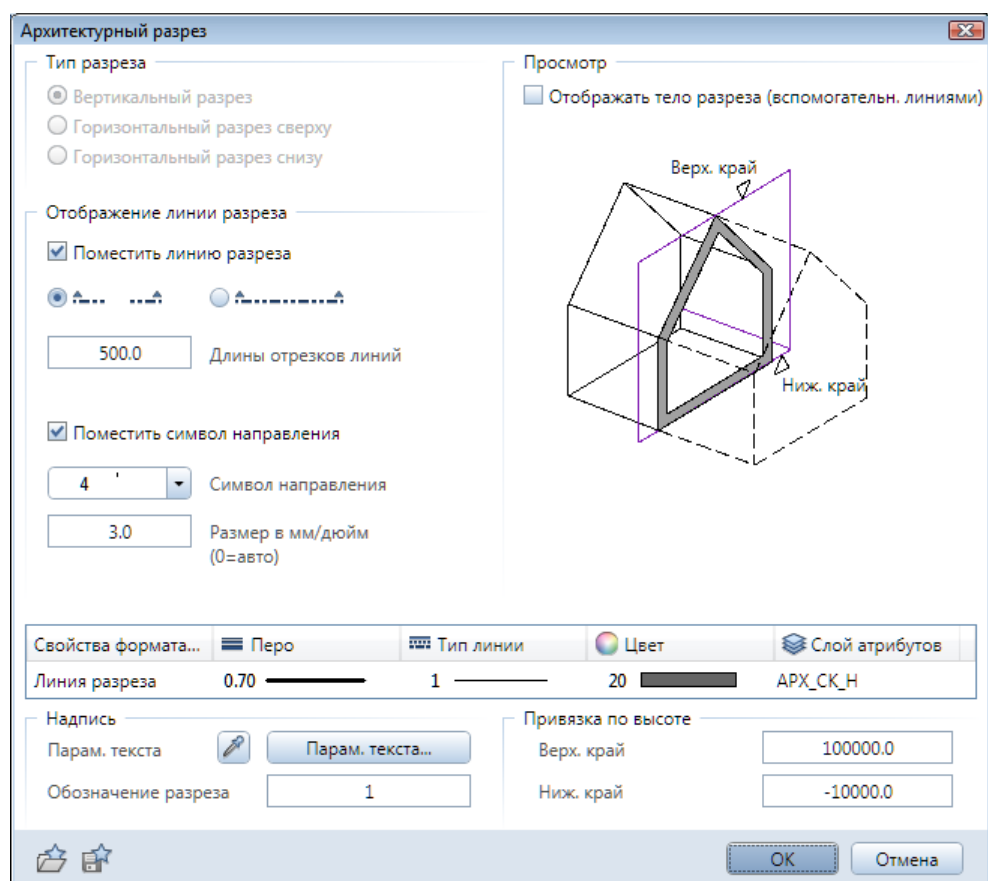 Архитектурный разрез
Тип разреза
Вертикальный разрез
Горизонтальный разрез сверху
Горизонтальный разрез снизу
Отображение линии разреза
Поместить линию разреза
500.0 Длины отрезков линий
Поместить символ направления
4 ' Символ направления
3.0 Размер в мм/дюйм
(0=авто)
Просмотр
Отображать тело разреза (вспомогательн. линиями)
Верх. край
Ниж. край
Свойства формата... Перо Тип линии Цвет Слой атрибутов
Линия разреза 0.70 1 20 АРХ_СК_Н
Надпись
Парам. текста Парам. текста...
Обозначение разреза 1
Привязка по высоте
Верх. край 100000.0
Ниж. край -10000.0
OK Отмена